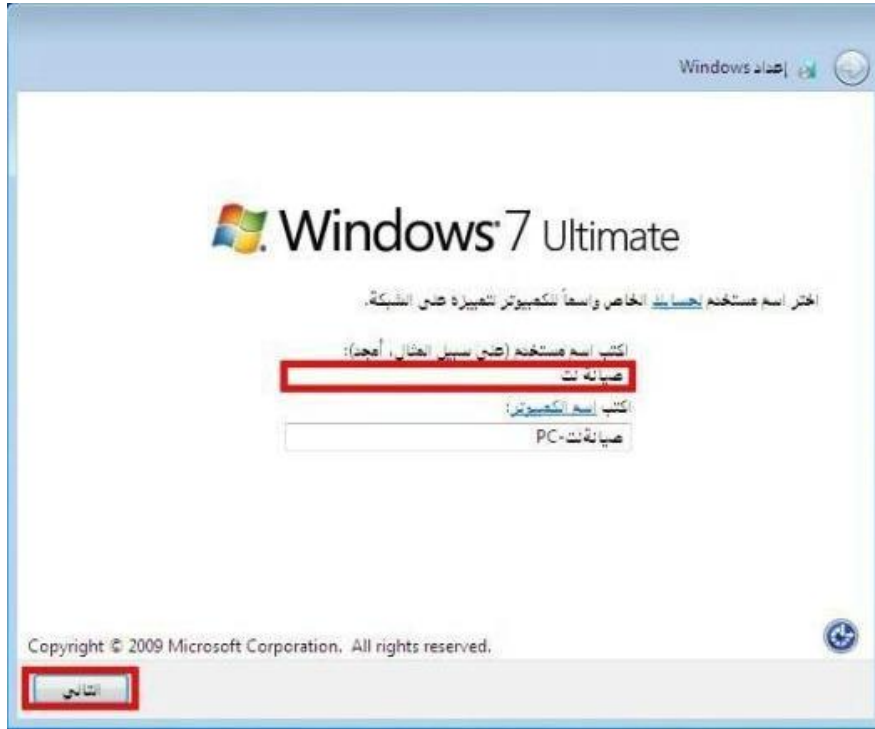 إعداد Windows
Windows 7 Ultimate
اختر اسم مستخدم لحسابك الخاص واسماً للكمبيوتر لتمييزه على الشبكة.
اكتب اسم مستخدم (على سبيل المثال، أمجد):
صيانة نت
اكتب اسم الكمبيوتر:
صيانةنت-PC
Copyright © 2009 Microsoft Corporation. All rights reserved.
التالي